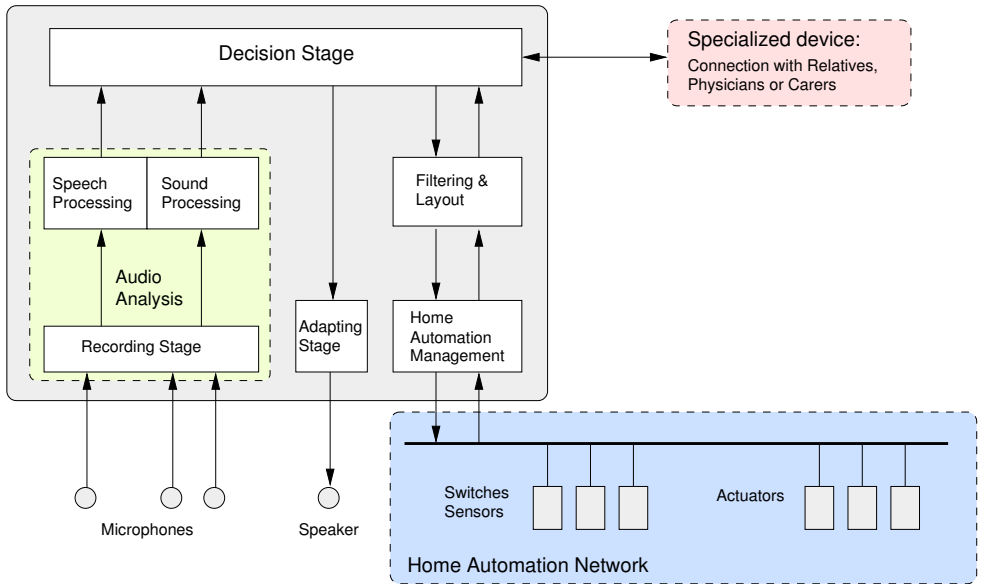 Decision Stage
Specialized device:
Connection with Relatives,
Physicians or Carers
Speech
Processing
Sound
Processing
Filtering &
Layout
Audio
Analysis
Recording Stage
Adapting
Stage
Home
Automation
Management
Microphones
Speaker
Switches
Sensors
Actuators
Home Automation Network